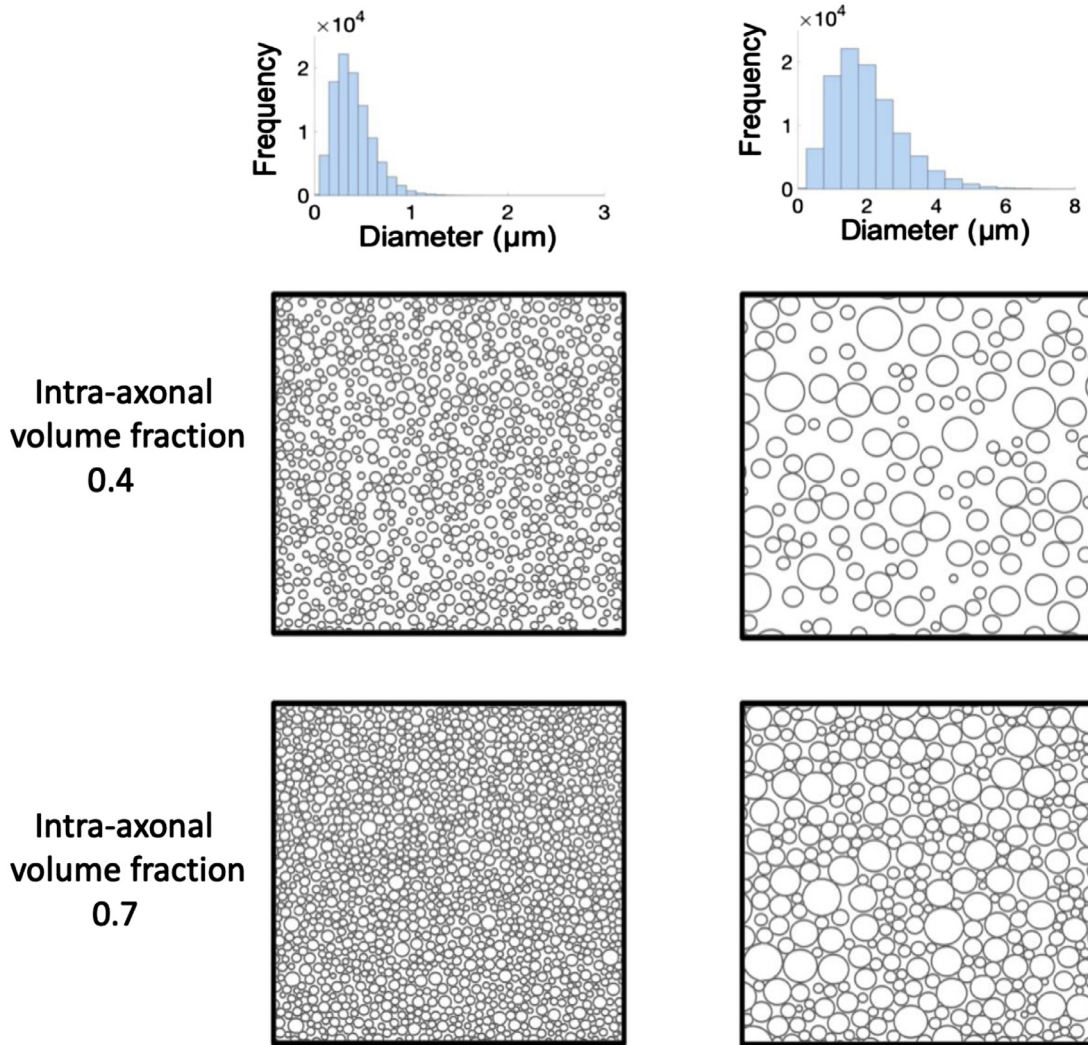 ×10⁴
Frequency
2
1
0
0 1 2 3
Diameter (μm)
×10⁴
Frequency
2
1
0
0 2 4 6 8
Diameter (μm)
Intra-axonal
volume fraction
0.4
Intra-axonal
volume fraction
0.7